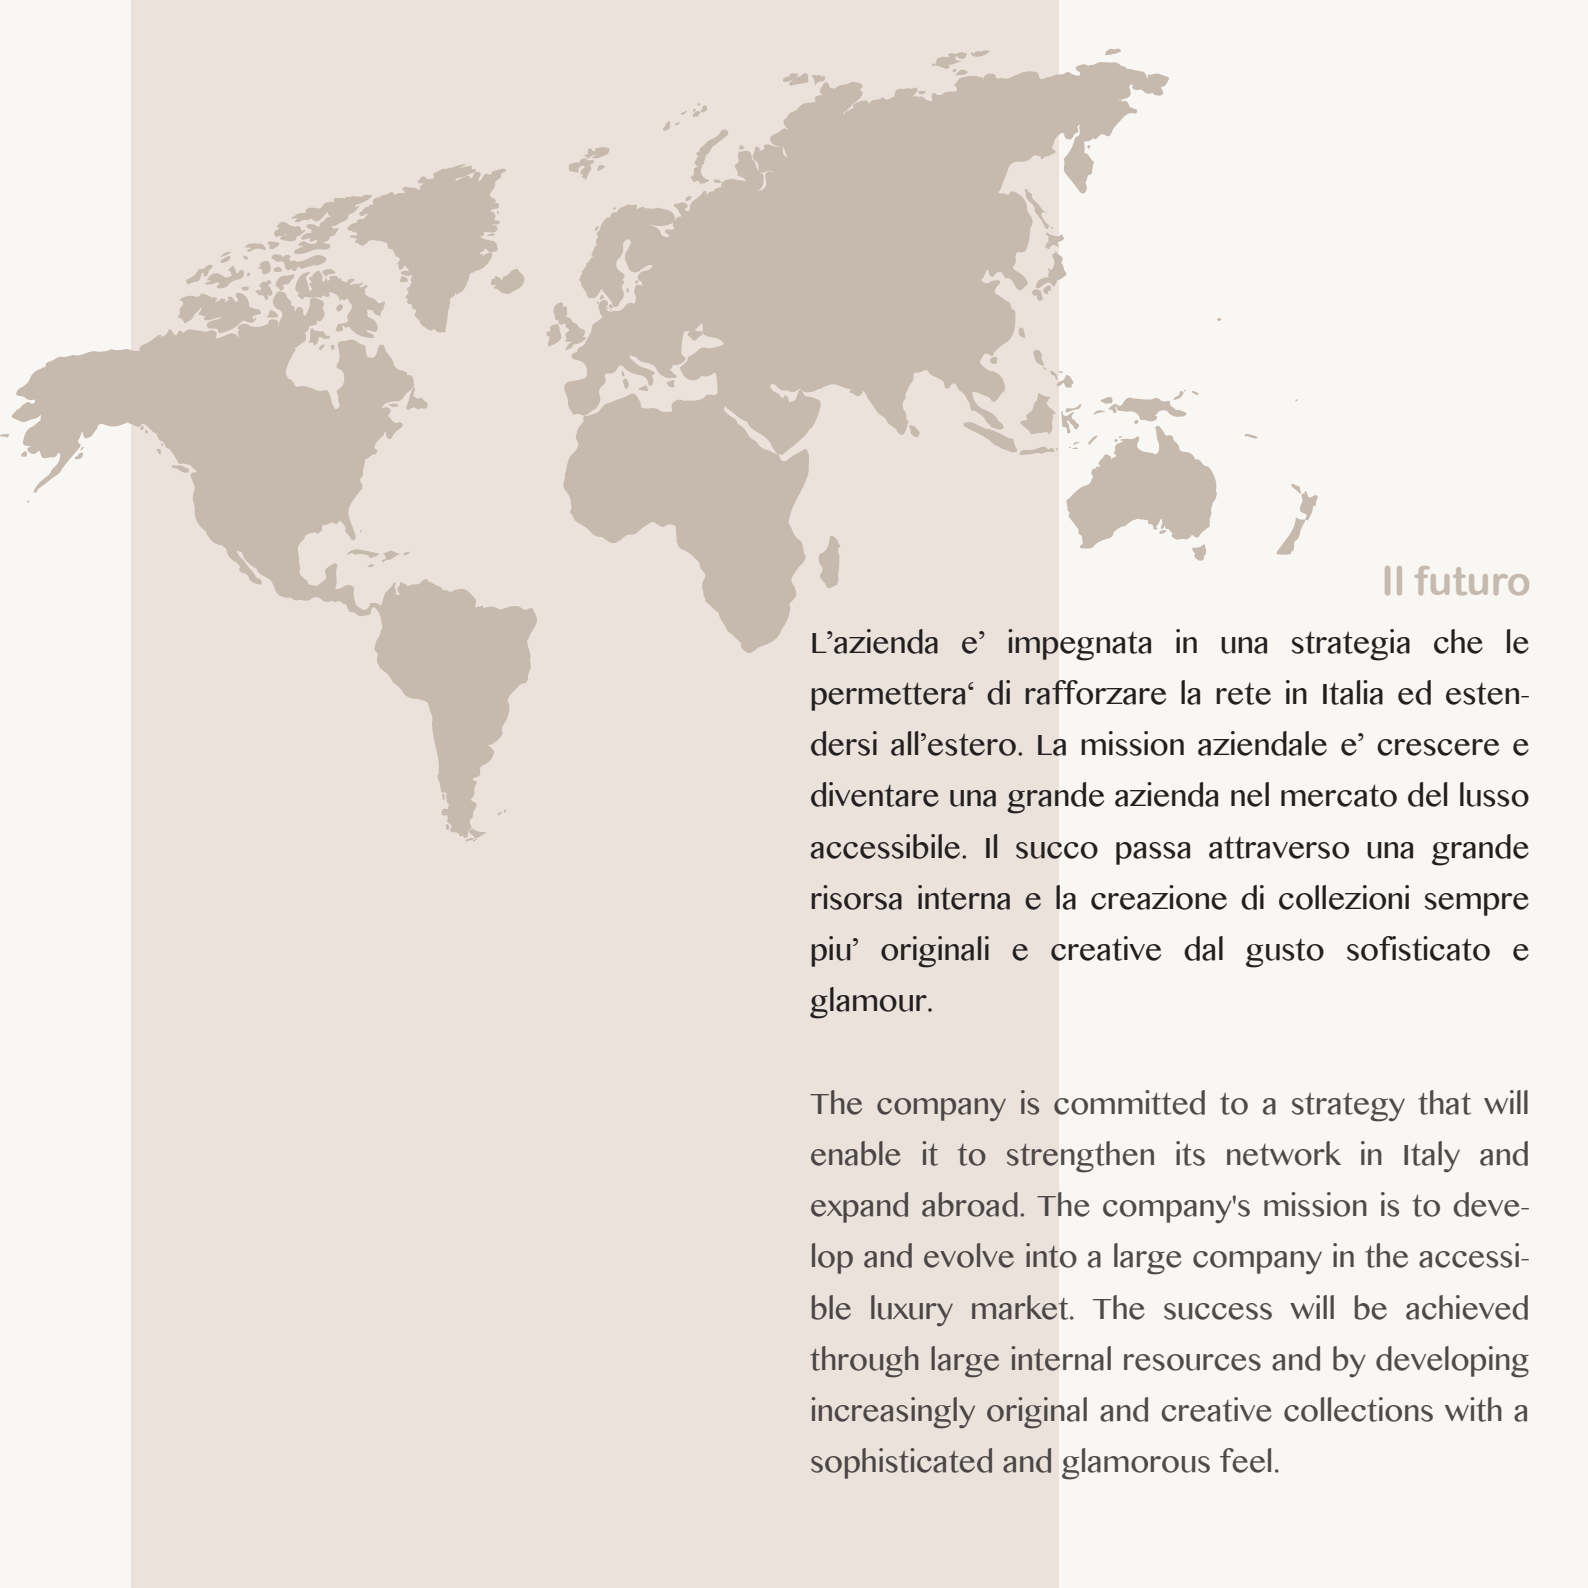 Il futuro
L’azienda e’ impegnata in una strategia che le
permettera‘ di rafforzare la rete in Italia ed esten-
dersi all’estero. La mission aziendale e’ crescere e
diventare una grande azienda nel mercato del lusso
accessibile. Il succo passa attraverso una grande
risorsa interna e la creazione di collezioni sempre
piu’ originali e creative dal gusto sofisticato e
glamour.
The company is committed to a strategy that will
enable it to strengthen its network in Italy and
expand abroad. The company's mission is to deve-
lop and evolve into a large company in the accessi-
ble luxury market. The success will be achieved
through large internal resources and by developing
increasingly original and creative collections with a
sophisticated and glamorous feel.